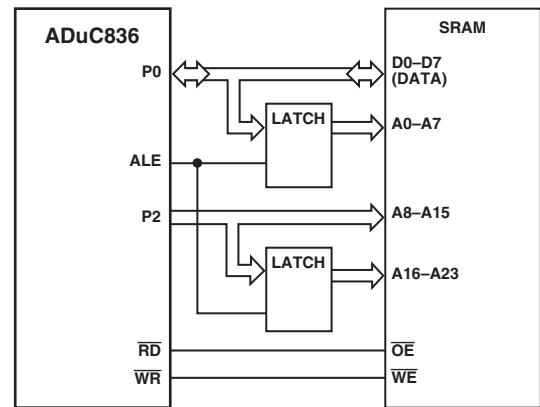 ADuC836
SRAM
P0
D0–D7
(DATA)
LATCH
A0–A7
ALE
P2
A8–A15
LATCH
A16–A23
RD
OE
WR
WE